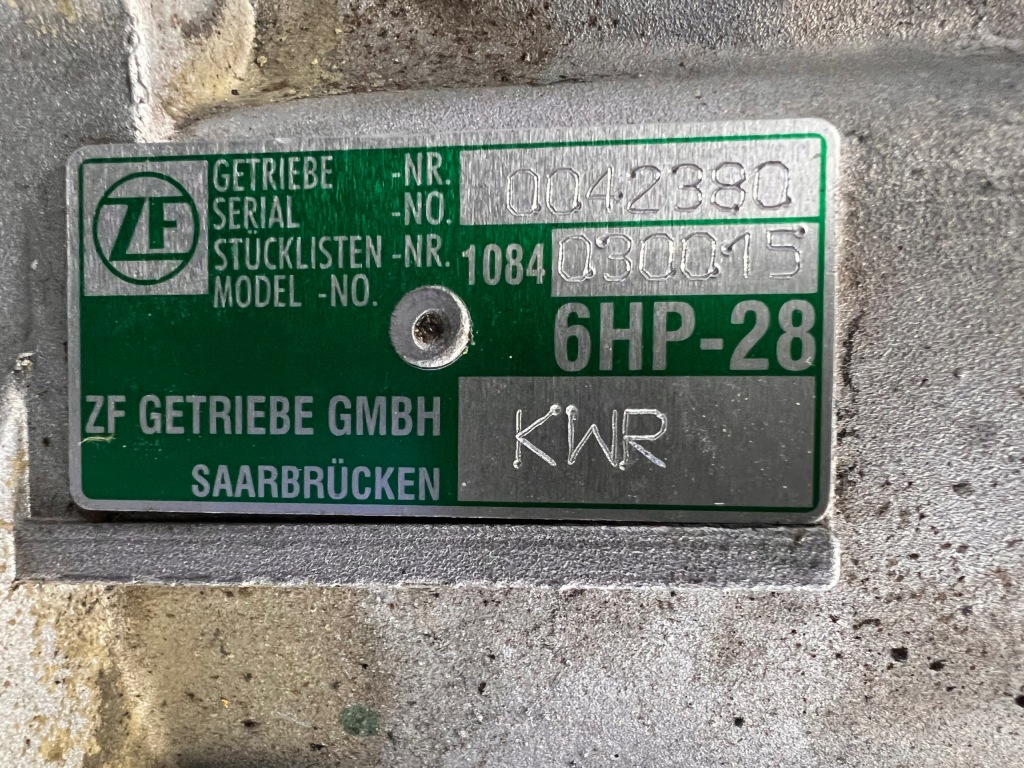 ZF
GETRIEBE -NR. 0042380
SERIAL -NO.
STÜCKLISTEN -NR. 1084 030015
MODEL -NO.
6HP-28
ZF GETRIEBE GMBH KWR
SAARBRÜCKEN